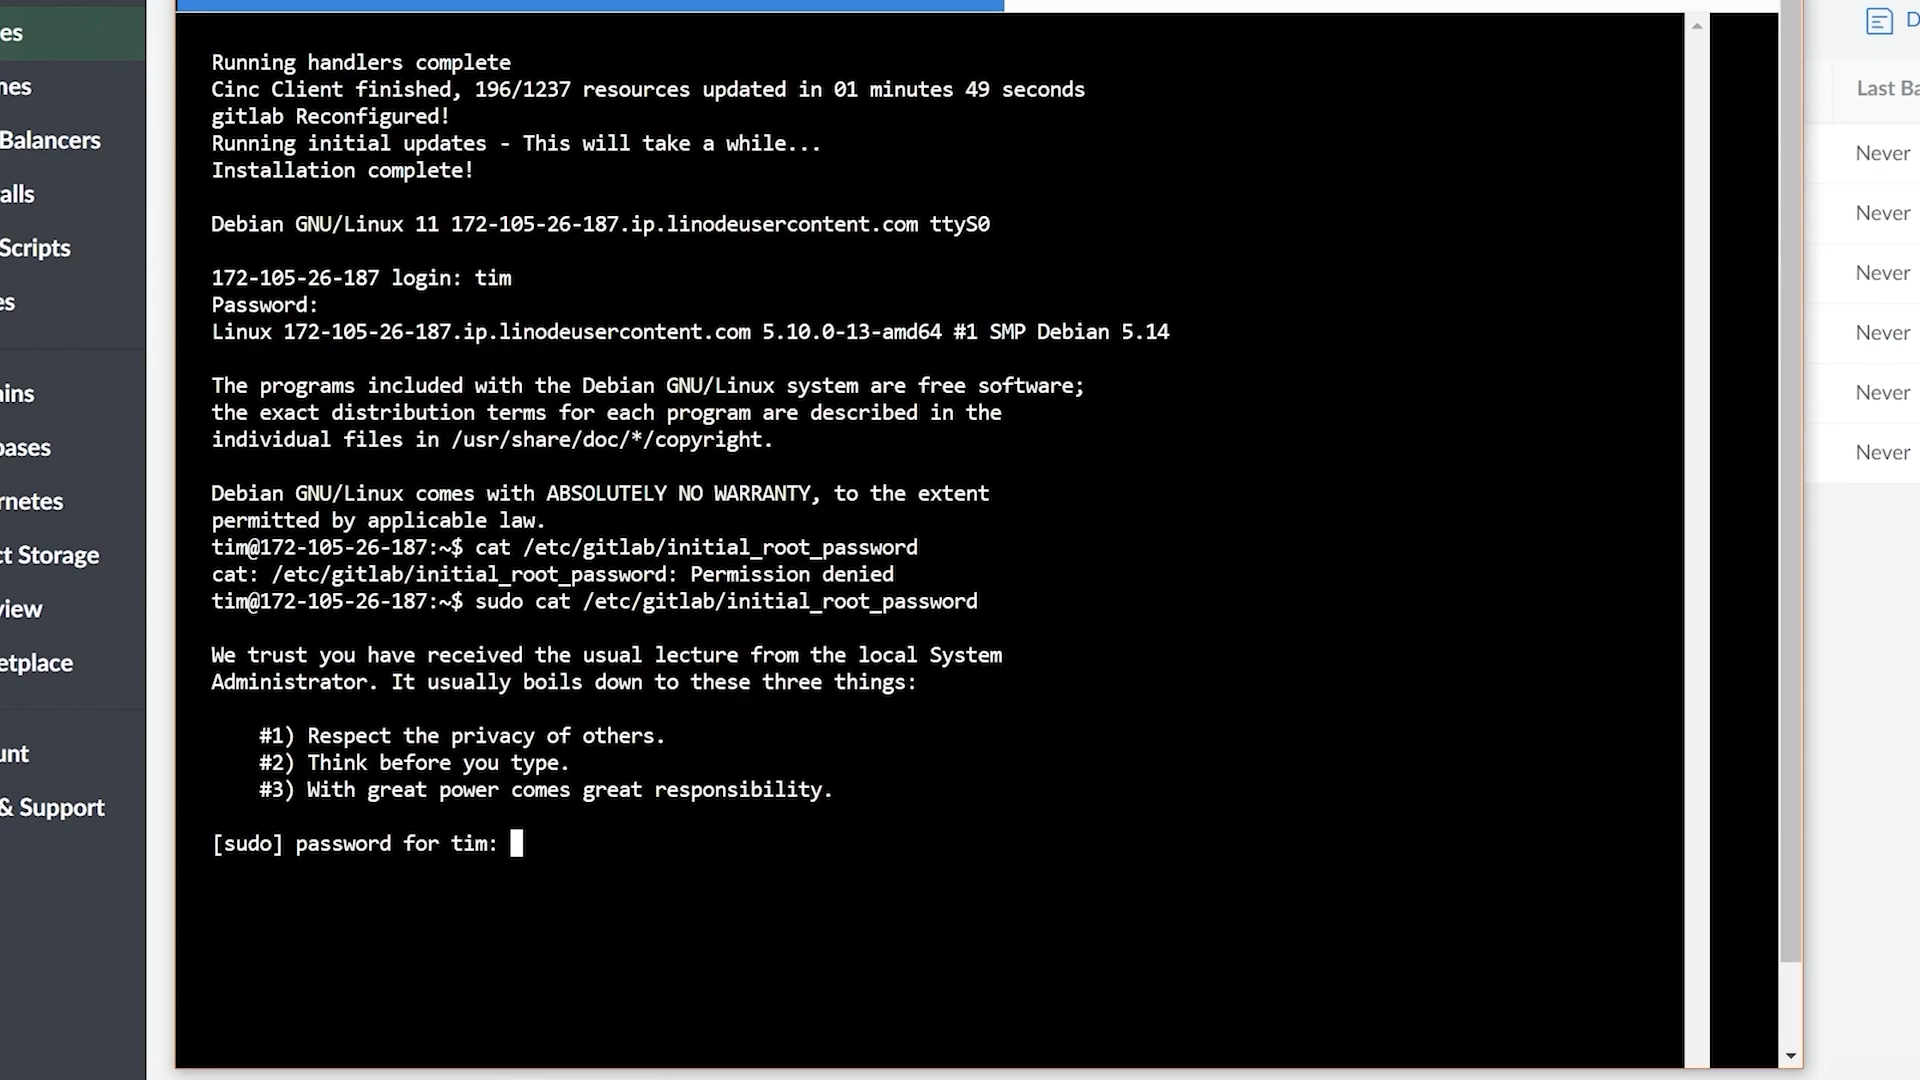 es
nes
Balancers
alls
Scripts
es
ains
bases
rnetes
ct Storage
view
etplace
unt
& Support
Running handlers complete
Cinc Client finished, 196/1237 resources updated in 01 minutes 49 seconds
gitlab Reconfigured!
Running initial updates - This will take a while...
Installation complete!
Debian GNU/Linux 11 172-105-26-187.ip.linodeusercontent.com ttyS0
172-105-26-187 login: tim
Password:
Linux 172-105-26-187.ip.linodeusercontent.com 5.10.0-13-amd64 #1 SMP Debian 5.14
The programs included with the Debian GNU/Linux system are free software;
the exact distribution terms for each program are described in the
individual files in /usr/share/doc/*/copyright.
Debian GNU/Linux comes with ABSOLUTELY NO WARRANTY, to the extent
permitted by applicable law.
tim@172-105-26-187:~$ cat /etc/gitlab/initial_root_password
cat: /etc/gitlab/initial_root_password: Permission denied
tim@172-105-26-187:~$ sudo cat /etc/gitlab/initial_root_password
We trust you have received the usual lecture from the local System
Administrator. It usually boils down to these three things:
#1) Respect the privacy of others.
#2) Think before you type.
#3) With great power comes great responsibility.
[sudo] password for tim:
D
Last Ba
Never
Never
Never
Never
Never
Never